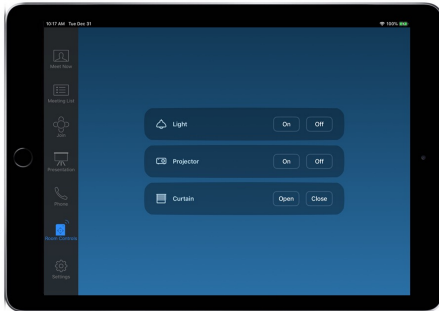 10:17 AM Tue Dec 31
100%
Meet Now
Meeting List
Join
Presentation
Phone
Room Controls
Settings
Light
On
Off
Projector
On
Off
Curtain
Open
Close